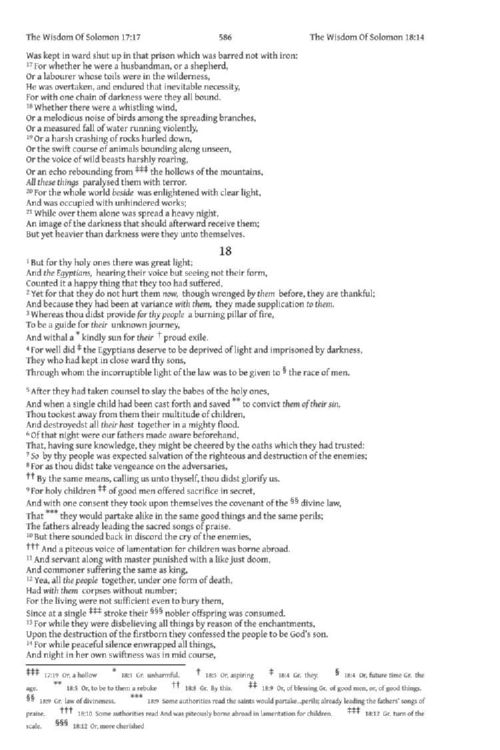 The Wisdom Of Solomon 17:17 586 The Wisdom Of Solomon 18:14
Was kept in ward shut up in that prison which was barred not with iron:
17 For whether he were a husbandman, or a shepherd,
Or a labourer whose toils were in the wilderness,
He was overtaken, and endured that inevitable necessity,
For with one chain of darkness were they all bound.
18 Whether there were a whistling wind,
Or a melodious noise of birds among the spreading branches,
Or a measured fall of water running violently,
19 Or a harsh crashing of rocks hurled down,
Or the swift course of animals bounding along unseen,
Or the voice of wild beasts harshly roaring,
Or an echo rebounding from ‡‡‡ the hollows of the mountains,
All these things paralysed them with terror.
20 For the whole world beside was enlightened with clear light,
And was occupied with unhindered works;
21 While over them alone was spread a heavy night,
An image of the darkness that should afterward receive them;
But yet heavier than darkness were they unto themselves.
18
1 But for thy holy ones there was great light;
And the Egyptians, hearing their voice but seeing not their form,
Counted it a happy thing that they too had suffered,
2 Yet for that they do not hurt them now, though wronged by them before, they are thankful;
And because they had been at variance with them, they made supplication to them.
3 Whereas thou didst provide for thy people a burning pillar of fire,
To be a guide for their unknown journey,
And withal a * kindly sun for their † proud exile.
4 For well did ‡ the Egyptians deserve to be deprived of light and imprisoned by darkness,
They who had kept in close ward thy sons,
Through whom the incorruptible light of the law was to be given to § the race of men.
5 After they had taken counsel to slay the babes of the holy ones,
And when a single child had been cast forth and saved ** to convict them of their sin,
Thou tookest away from them their multitude of children,
And destroyedst all their host together in a mighty flood.
6 Of that night were our fathers made aware beforehand,
That, having sure knowledge, they might be cheered by the oaths which they had trusted:
7 So by thy people was expected salvation of the righteous and destruction of the enemies;
8 For as thou didst take vengeance on the adversaries,
†† By the same means, calling us unto thyself, thou didst glorify us.
9 For holy children ‡‡ of good men offered sacrifice in secret,
And with one consent they took upon themselves the covenant of the §§ divine law,
That *** they would partake alike in the same good things and the same perils;
The fathers already leading the sacred songs of praise.
10 But there sounded back in discord the cry of the enemies,
††† And a piteous voice of lamentation for children was borne abroad.
11 And servant along with master punished with a like just doom,
And commoner suffering the same as king,
12 Yea, all the people together, under one form of death,
Had with them corpses without number;
For the living were not sufficient even to bury them,
Since at a single ‡‡‡ stroke their §§§ nobler offspring was consumed.
13 For while they were disbelieving all things by reason of the enchantments,
Upon the destruction of the firstborn they confessed the people to be God's son.
14 For while peaceful silence enwrapped all things,
And night in her own swiftness was in mid course,
‡‡‡ 17:19 Or, a hollow * 18:3 Gr. unharmful. † 18:3 Or, aspiring ‡ 18:4 Gr. they. § 18:4 Or, future time Gr. the
age. ** 18:5 Or, to be to them a rebuke †† 18:8 Gr. By this. ‡‡ 18:9 Or, of blessing Gr. of good men, or, of good things.
§§ 18:9 Gr. law of divineness. *** 18:9 Some authorities read the saints would partake...perils; already leading the fathers' songs of
praise. ††† 18:10 Some authorities read And was piteously borne abroad in lamentation for children. ‡‡‡ 18:12 Gr. turn of the
scale. §§§ 18:12 Or, more cherished